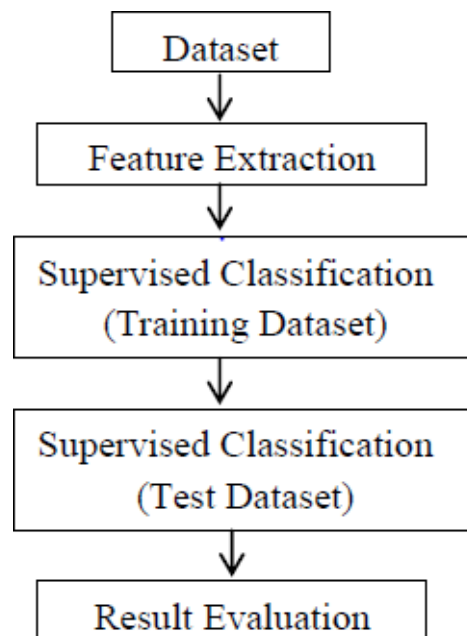 Dataset
Feature Extraction
Supervised Classification
(Training Dataset)
Supervised Classification
(Test Dataset)
Result Evaluation